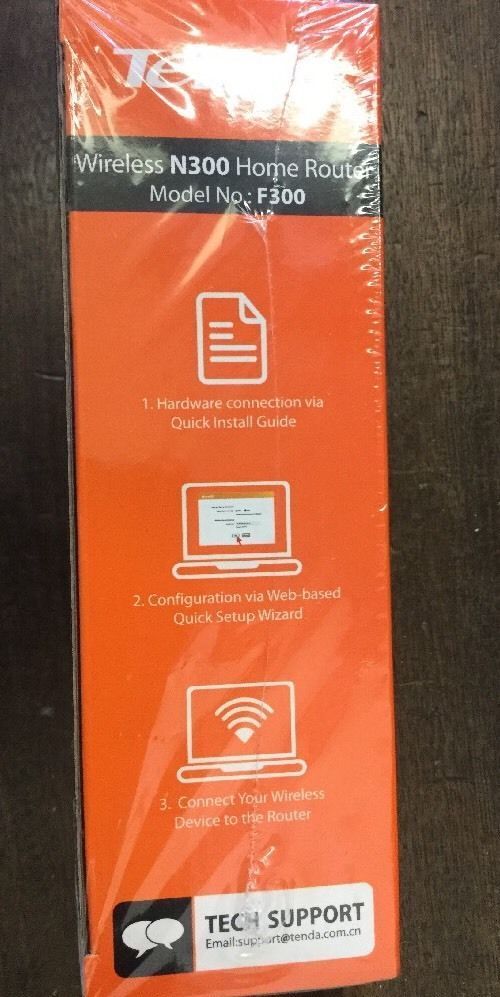 Wireless N300 Home Router
Model No.: F300
1. Hardware connection via
Quick Install Guide
2. Configuration via Web-based
Quick Setup Wizard
3. Connect Your Wireless
Device to the Router
TECH SUPPORT
Email:support@tenda.com.cn